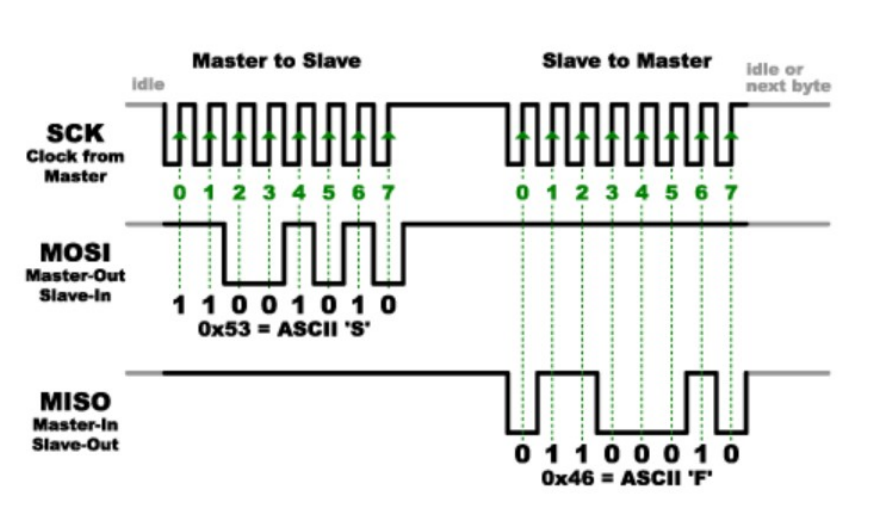 Master to Slave
Slave to Master
idle
idle or
next byte
SCK
Clock from
Master
0 1 2 3 4 5 6 7
0 1 2 3 4 5 6 7
MOSI
Master-Out
Slave-In
1 1 0 0 1 0 1 0
0x53 = ASCII 'S'
MISO
Master-In
Slave-Out
0 1 1 0 0 0 1 0
0x46 = ASCII 'F'